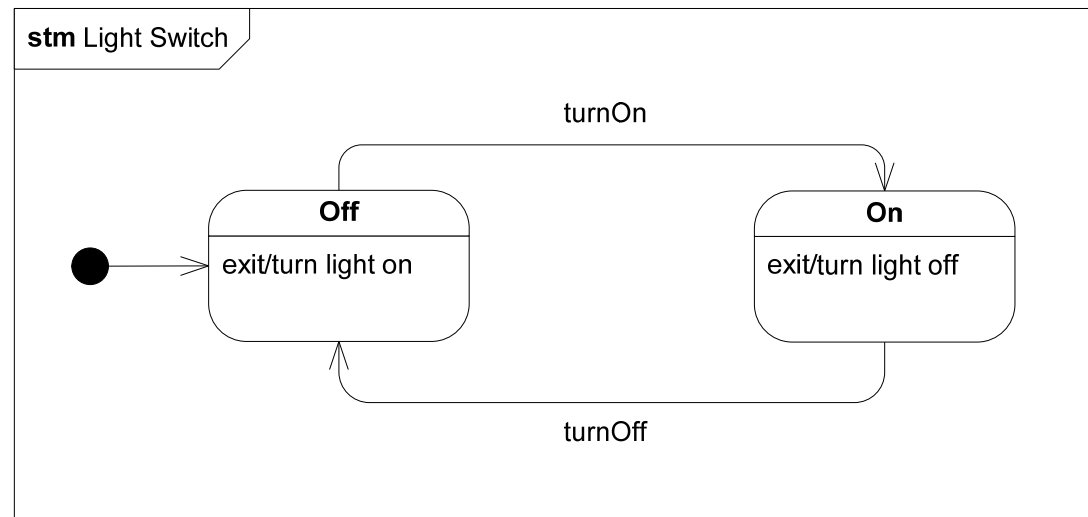 stm Light Switch
turnOn
Off
On
exit/turn light on
exit/turn light off
turnOff